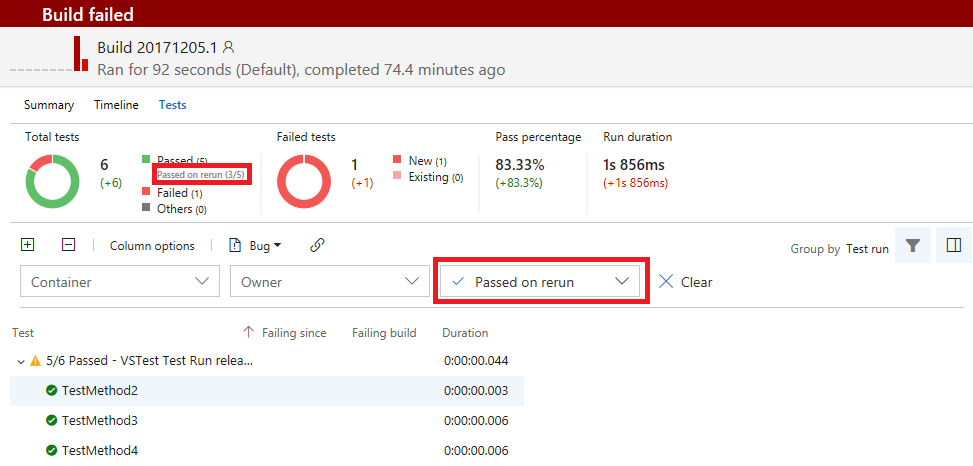 Build failed
Build 20171205.1
Ran for 92 seconds (Default), completed 74.4 minutes ago
Summary Timeline Tests
Total tests
6
(+6)
Passed (5)
Passed on rerun (3/5)
Failed (1)
Others (0)
Failed tests
1
(+1)
New (1)
Existing (0)
Pass percentage
83.33%
(+83.3%)
Run duration
1s 856ms
(+1s 856ms)
Column options Bug Group by Test run
Container Owner Passed on rerun Clear
Test Failing since Failing build Duration
5/6 Passed - VSTest Test Run relea... 0:00:00.044
TestMethod2 0:00:00.003
TestMethod3 0:00:00.006
TestMethod4 0:00:00.006